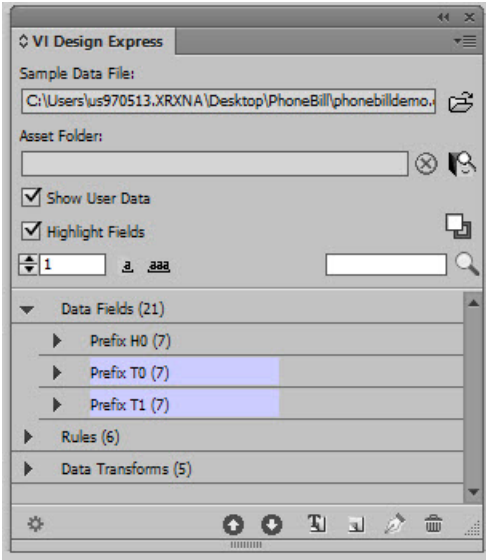 VI Design Express
Sample Data File:
C:\Users\us970513.XRXNA\Desktop\PhoneBill\phonebilldemo.
Asset Folder:
Show User Data
Highlight Fields
1 a aaa
Data Fields (21)
Prefix H0 (7)
Prefix T0 (7)
Prefix T1 (7)
Rules (6)
Data Transforms (5)